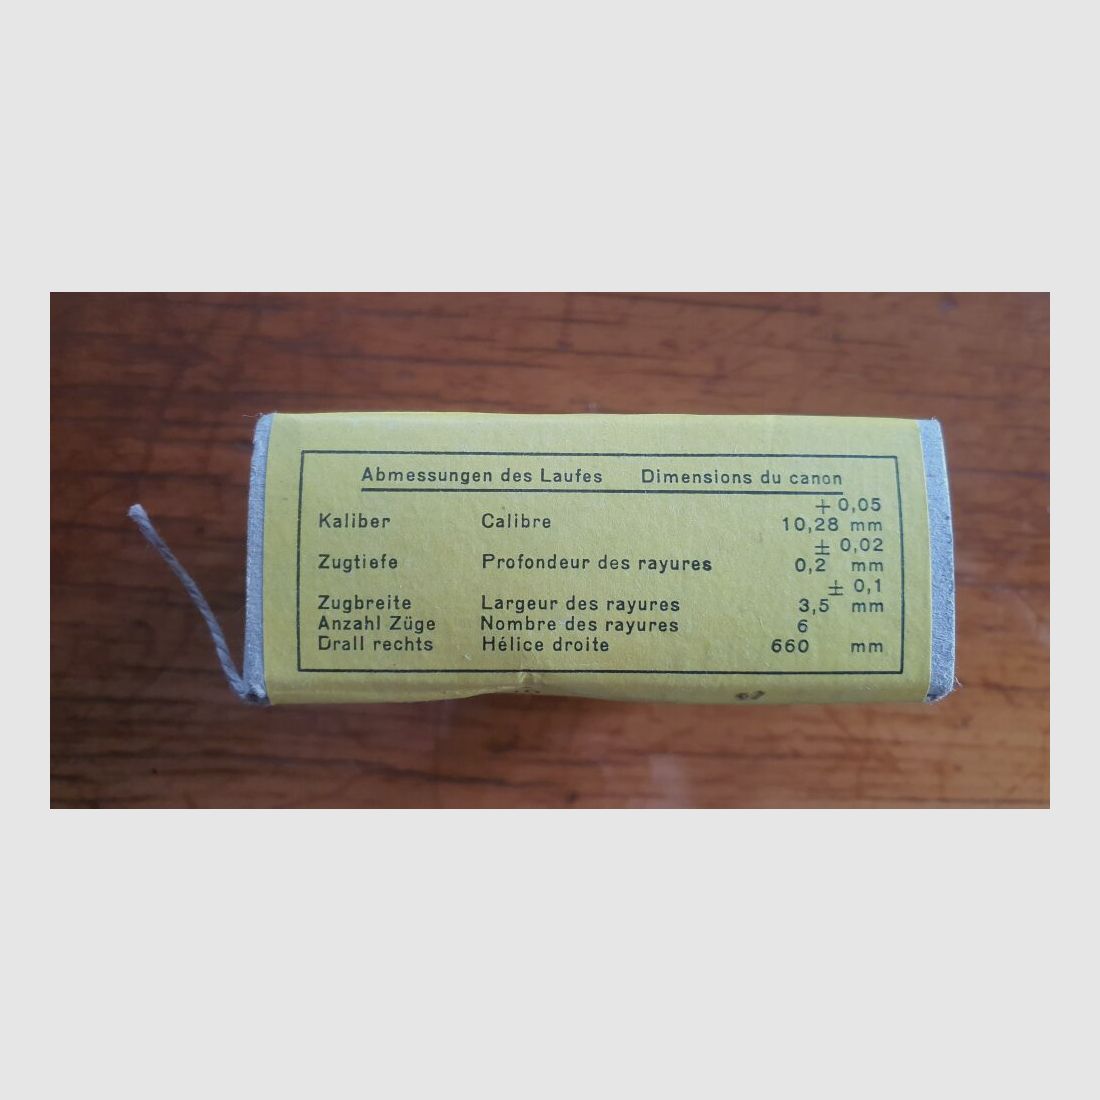 Abmessungen des Laufes Dimensions du canon
+ 0,05
Kaliber Calibre 10,28 mm
± 0,02
Zugtiefe Profondeur des rayures 0,2 mm
± 0,1
Zugbreite Largeur des rayures 3,5 mm
Anzahl Züge Nombre des rayures 6
Drall rechts Hélice droite 660 mm